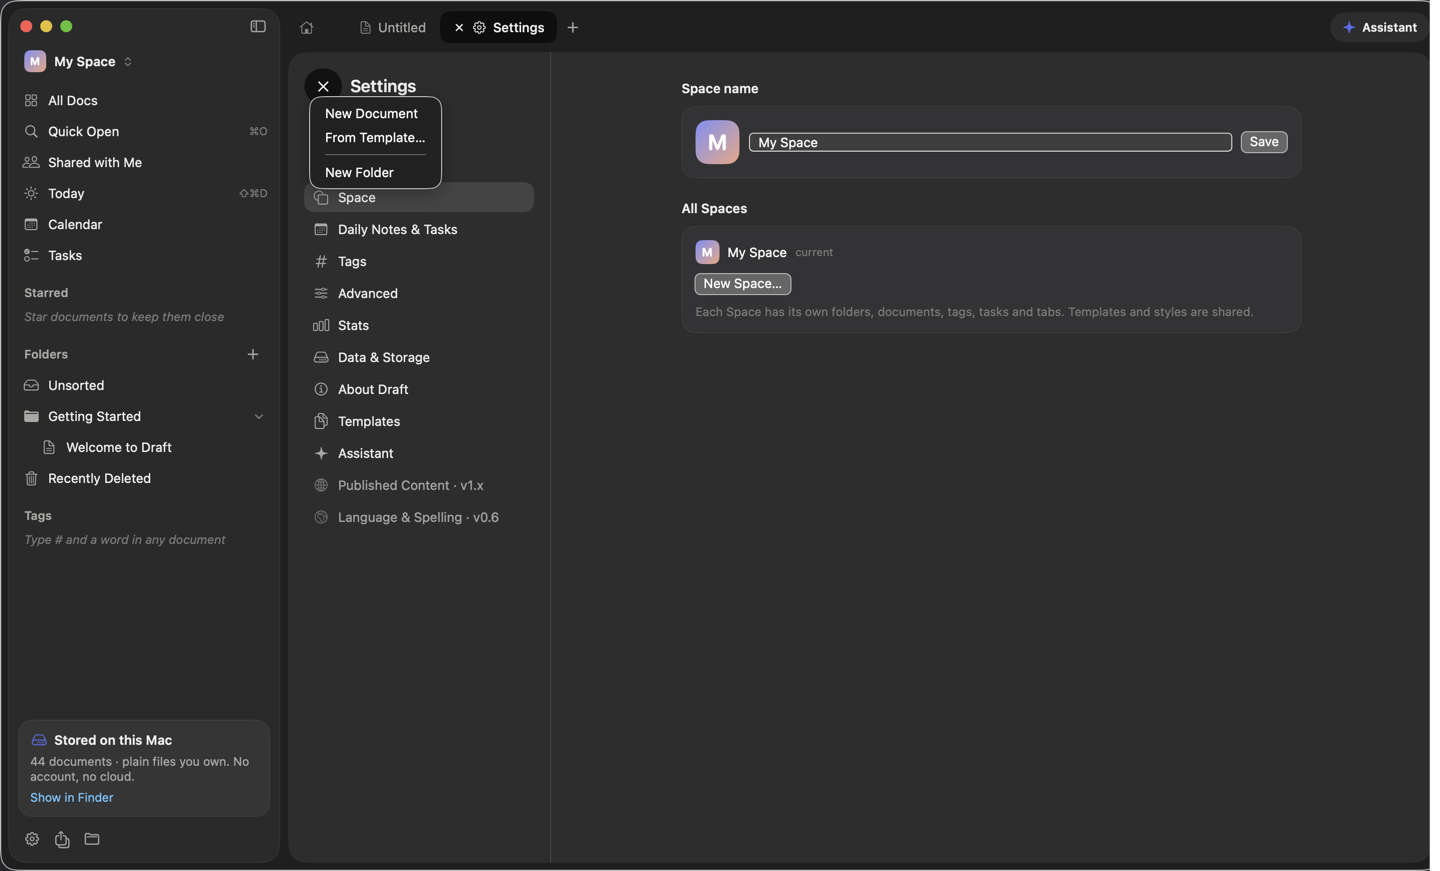 Untitled
Settings
Assistant
M My Space
All Docs
Quick Open ⌘O
Shared with Me
Today ⇧⌘D
Calendar
Tasks
Starred
Star documents to keep them close
Folders
Unsorted
Getting Started
Welcome to Draft
Recently Deleted
Tags
Type # and a word in any document
Stored on this Mac
44 documents · plain files you own. No
account, no cloud.
Show in Finder
Settings
New Document
From Template...
New Folder
Space
Daily Notes & Tasks
Tags
Advanced
Stats
Data & Storage
About Draft
Templates
Assistant
Published Content · v1.x
Language & Spelling · v0.6
Space name
M My Space Save
All Spaces
M My Space current
New Space...
Each Space has its own folders, documents, tags, tasks and tabs. Templates and styles are shared.